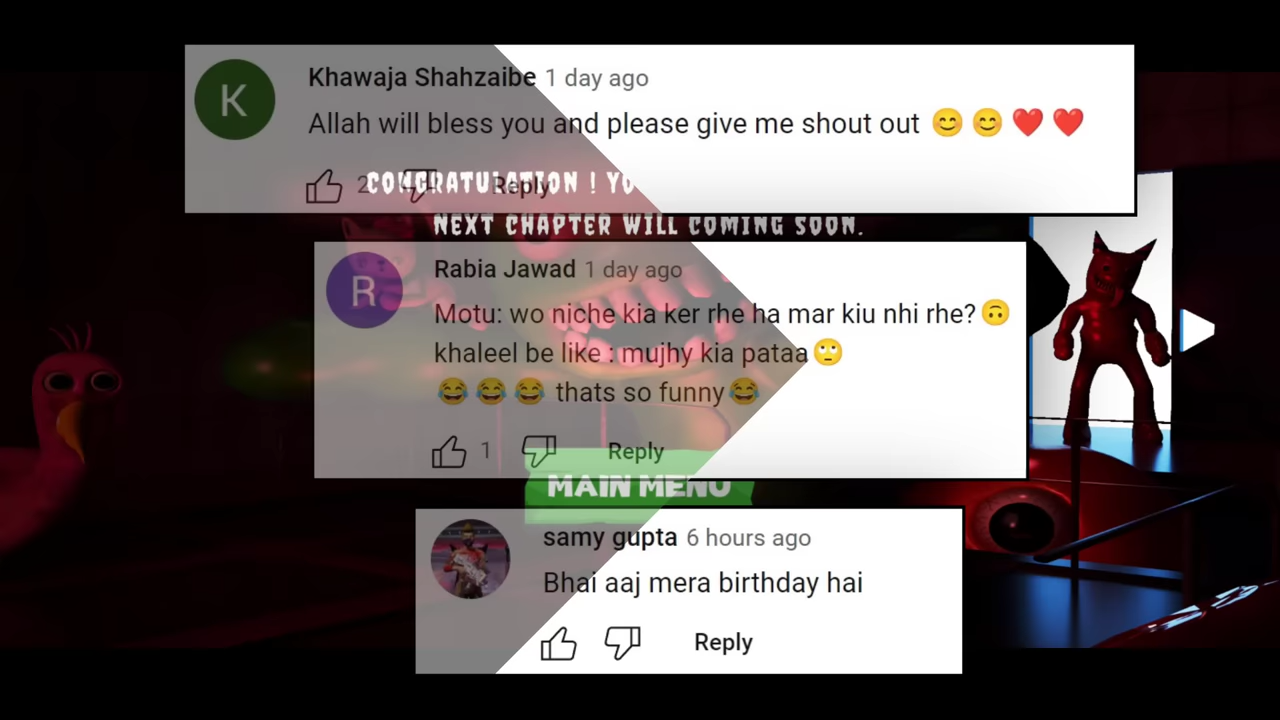 K
Khawaja Shahzaibe 1 day ago
Allah will bless you and please give me shout out 😊 😊 ❤️ ❤️
2 Reply
CONGRATULATION ! YO
NEXT CHAPTER WILL COMING SOON.
R
Rabia Jawad 1 day ago
Motu: wo niche kia ker rhe ha mar kiu nhi rhe? 🙃
khaleel be like : mujhy kia pataa 🙄
😂 😂 😂 thats so funny 😂
1 Reply
MAIN MENU
samy gupta 6 hours ago
Bhai aaj mera birthday hai
Reply